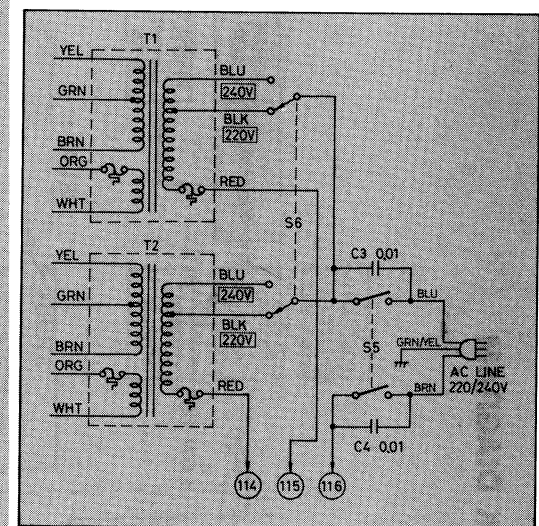 T1
YEL
GRN
BRN
ORG
WHT
BLU
240V
BLK
220V
RED
S6
T2
YEL
GRN
BRN
ORG
WHT
BLU
240V
BLK
220V
RED
C3 0,01
BLU
GRN/YEL
S5
BRN
AC LINE
220/240V
C4 0,01
114
115
116